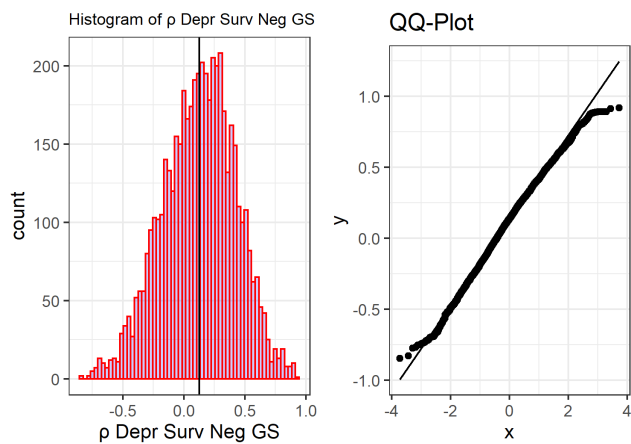 Histogram of ρ Depr Surv Neg GS
count
200
150
100
50
0
-0.5 0.0 0.5 1.0
ρ Depr Surv Neg GS
QQ-Plot
y
1.0
0.5
0.0
-0.5
-1.0
-4 -2 0 2 4
x